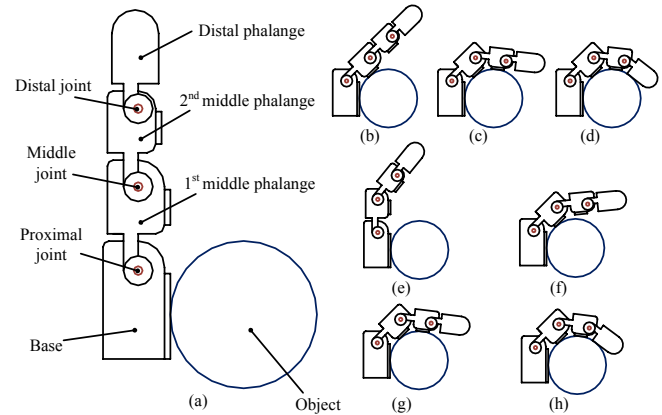 Distal phalange
Distal joint
2nd middle phalange
Middle
joint
1st middle phalange
Proximal
joint
Base
Object
(a)
(b)
(c)
(d)
(e)
(f)
(g)
(h)